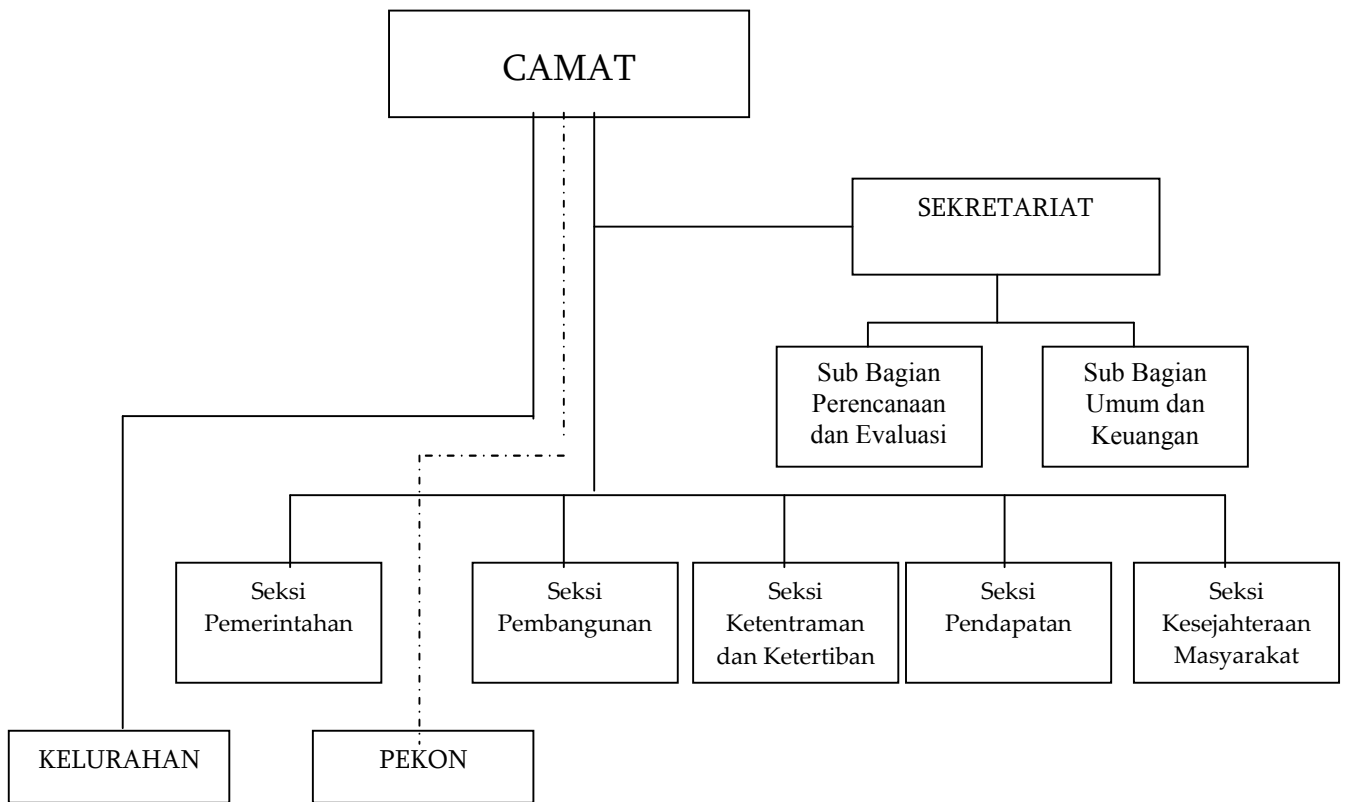 CAMAT
SEKRETARIAT
Sub Bagian
Perencanaan
dan Evaluasi
Sub Bagian
Umum dan
Keuangan
Seksi
Pemerintahan
Seksi
Pembangunan
Seksi
Ketentraman
dan Ketertiban
Seksi
Pendapatan
Seksi
Kesejahteraan
Masyarakat
KELURAHAN
PEKON